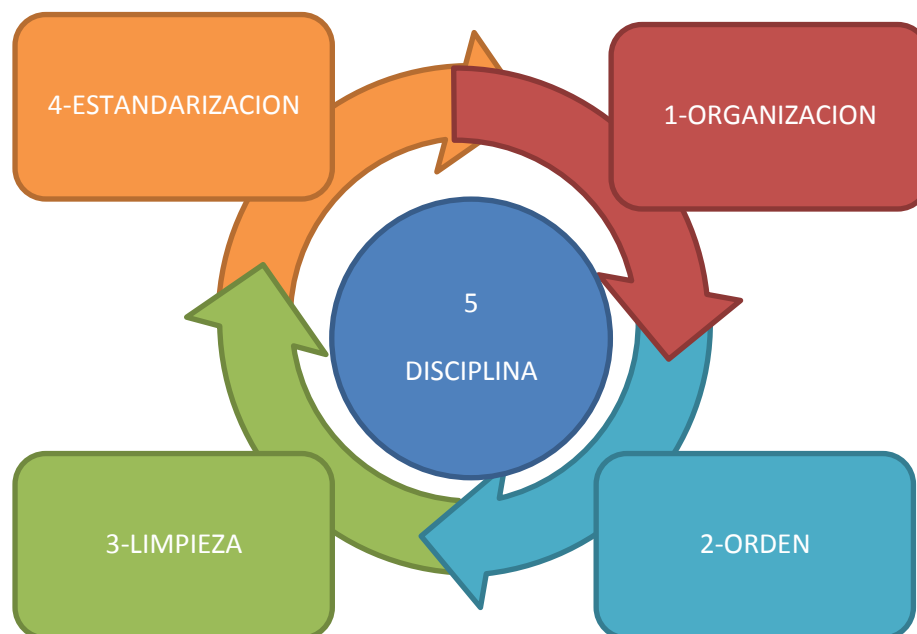 4-ESTANDARIZACION
1-ORGANIZACION
5
DISCIPLINA
3-LIMPIEZA
2-ORDEN